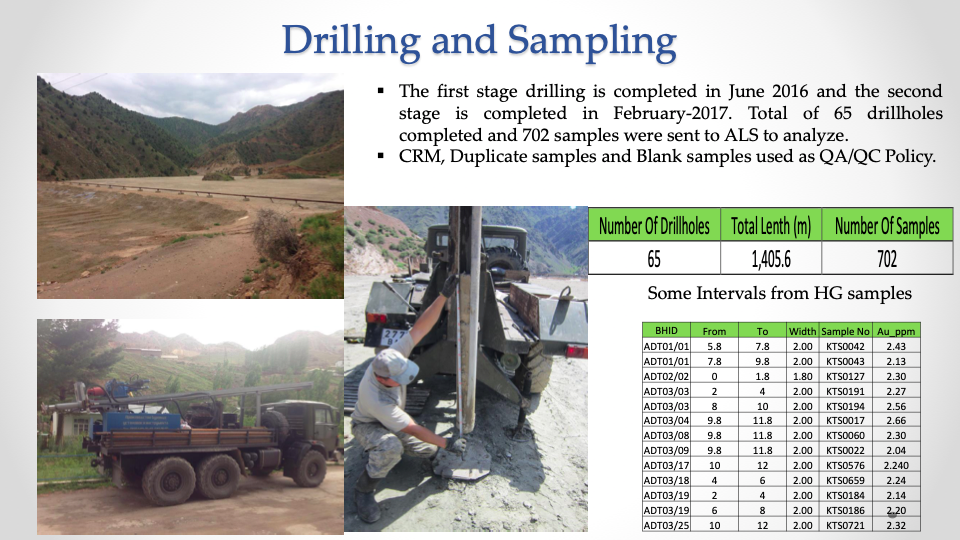 Drilling and Sampling
▪ The first stage drilling is completed in June 2016 and the second
stage is completed in February-2017. Total of 65 drillholes
completed and 702 samples were sent to ALS to analyze.
▪ CRM, Duplicate samples and Blank samples used as QA/QC Policy.
Number Of Drillholes Total Lenth (m) Number Of Samples
65 1,405.6 702
Some Intervals from HG samples
BHID From To Width Sample No Au_ppm
ADT01/01 5.8 7.8 2.00 KTS0042 2.43
ADT01/01 7.8 9.8 2.00 KTS0043 2.13
ADT02/02 0 1.8 1.80 KTS0127 2.30
ADT03/03 2 4 2.00 KTS0191 2.27
ADT03/03 8 10 2.00 KTS0194 2.56
ADT03/04 9.8 11.8 2.00 KTS0017 2.66
ADT03/08 9.8 11.8 2.00 KTS0060 2.30
ADT03/09 9.8 11.8 2.00 KTS0022 2.04
ADT03/17 10 12 2.00 KTS0576 2.240
ADT03/18 4 6 2.00 KTS0659 2.24
ADT03/19 2 4 2.00 KTS0184 2.14
ADT03/19 6 8 2.00 KTS0186 2.20
ADT03/25 10 12 2.00 KTS0721 2.32